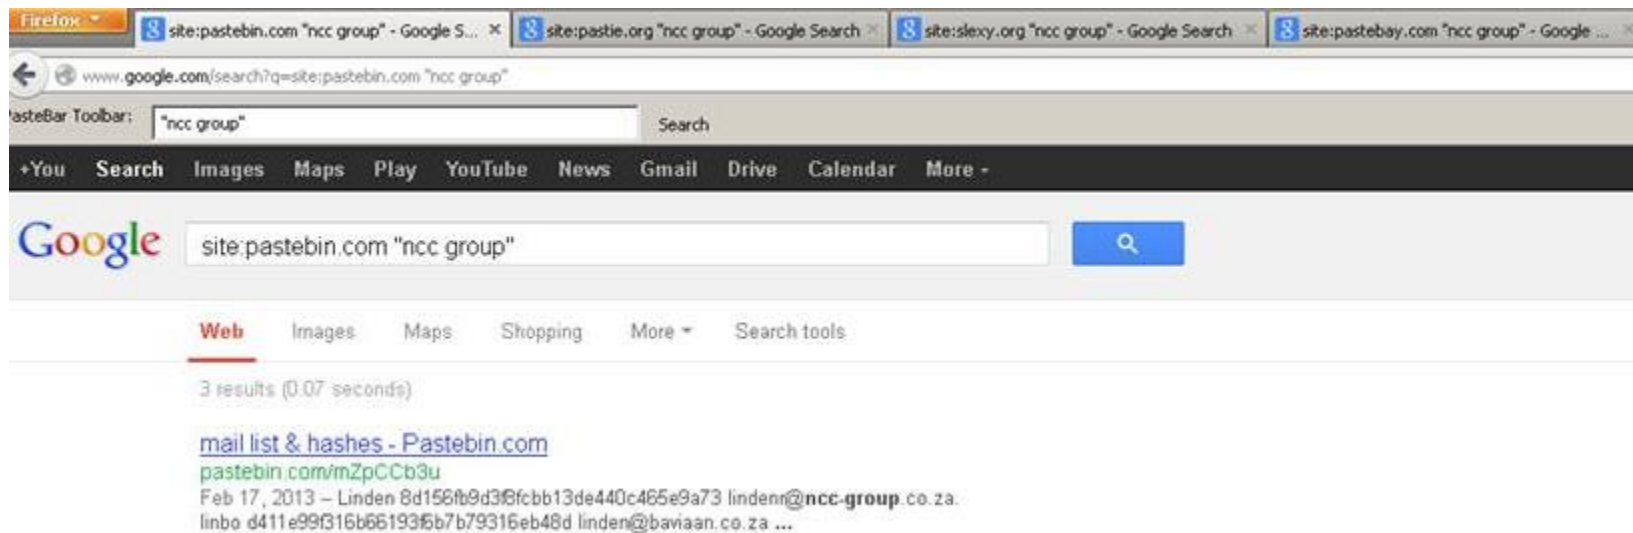 Firefox
site:pastebin.com "ncc group" - Google S... site:pastie.org "ncc group" - Google Search site:slexy.org "ncc group" - Google Search site:pastebay.com "ncc group" - Google ...
www.google.com/search?q=site:pastebin.com "ncc group"
asteBar Toolbar: "ncc group" Search
+You Search Images Maps Play YouTube News Gmail Drive Calendar More
Google site:pastebin.com "ncc group"
Web Images Maps Shopping More Search tools
3 results (0.07 seconds)
mail list & hashes - Pastebin.com
pastebin.com/mZpCCb3u
Feb 17, 2013 – Linden 8d156fb9d3f8fcbb13de440c465e9a73 lindenr@ncc-group.co.za.
linbo d411e99f316b66193f6b7b79316eb48d linden@baviaan.co.za ...